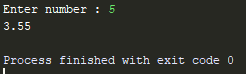 Enter number : 5
3.55

Process finished with exit code 0